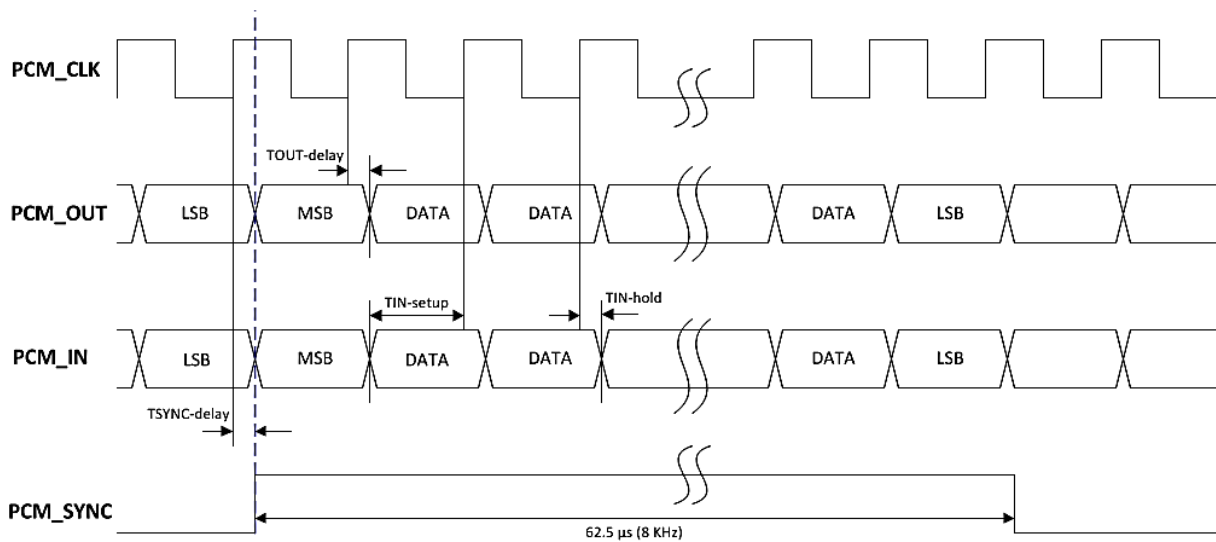 PCM_CLK
TOUT-delay
PCM_OUT LSB MSB DATA DATA DATA LSB
TIN-setup TIN-hold
PCM_IN LSB MSB DATA DATA DATA LSB
TSYNC-delay
PCM_SYNC
62.5 µs (8 KHz)